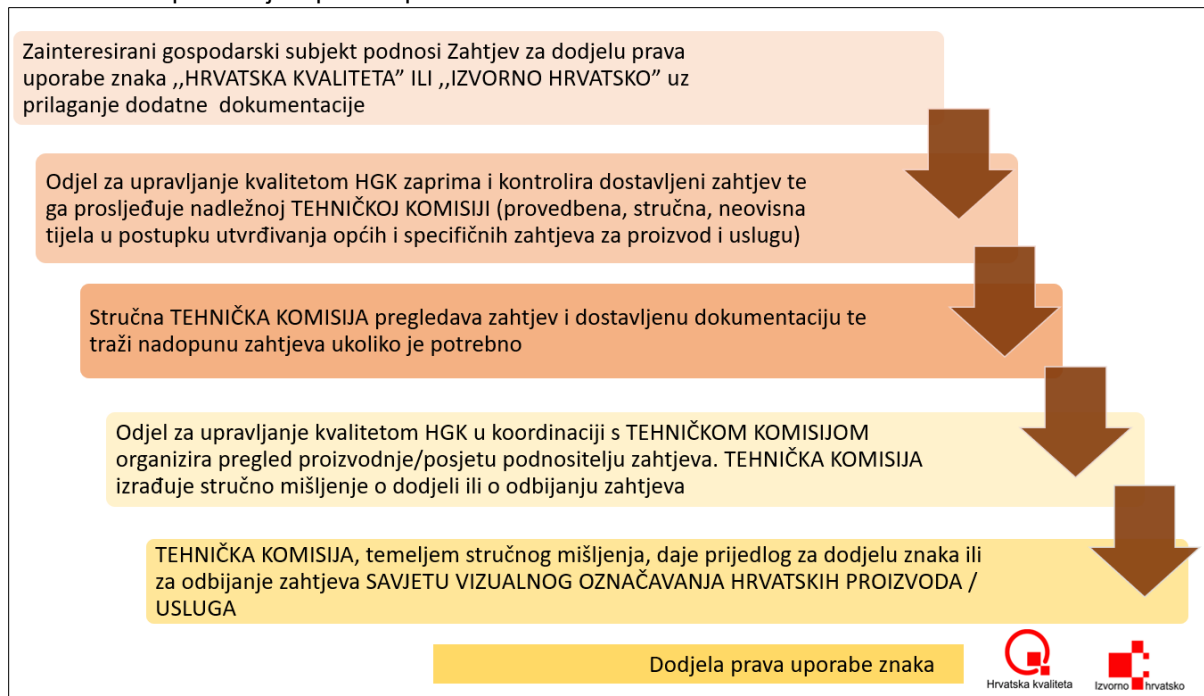 Zainteresirani gospodarski subjekt podnosi Zahtjev za dodjelu prava
uporabe znaka ,,HRVATSKA KVALITETA” ILI ,,IZVORNO HRVATSKO” uz
prilaganje dodatne dokumentacije
Odjel za upravljanje kvalitetom HGK zaprima i kontrolira dostavljeni zahtjev te
ga prosljeđuje nadležnoj TEHNIČKOJ KOMISIJI (provedbena, stručna, neovisna
tijela u postupku utvrđivanja općih i specifičnih zahtjeva za proizvod i uslugu)
Stručna TEHNIČKA KOMISIJA pregledava zahtjev i dostavljenu dokumentaciju te
traži nadopunu zahtjeva ukoliko je potrebno
Odjel za upravljanje kvalitetom HGK u koordinaciji s TEHNIČKOM KOMISIJOM
organizira pregled proizvodnje/posjetu podnositelju zahtjeva. TEHNIČKA KOMISIJA
izrađuje stručno mišljenje o dodjeli ili o odbijanju zahtjeva
TEHNIČKA KOMISIJA, temeljem stručnog mišljenja, daje prijedlog za dodjelu znaka ili
za odbijanje zahtjeva SAVJETU VIZUALNOG OZNAČAVANJA HRVATSKIH PROIZVODA /
USLUGA
Dodjela prava uporabe znaka
Hrvatska kvaliteta
Izvorno hrvatsko